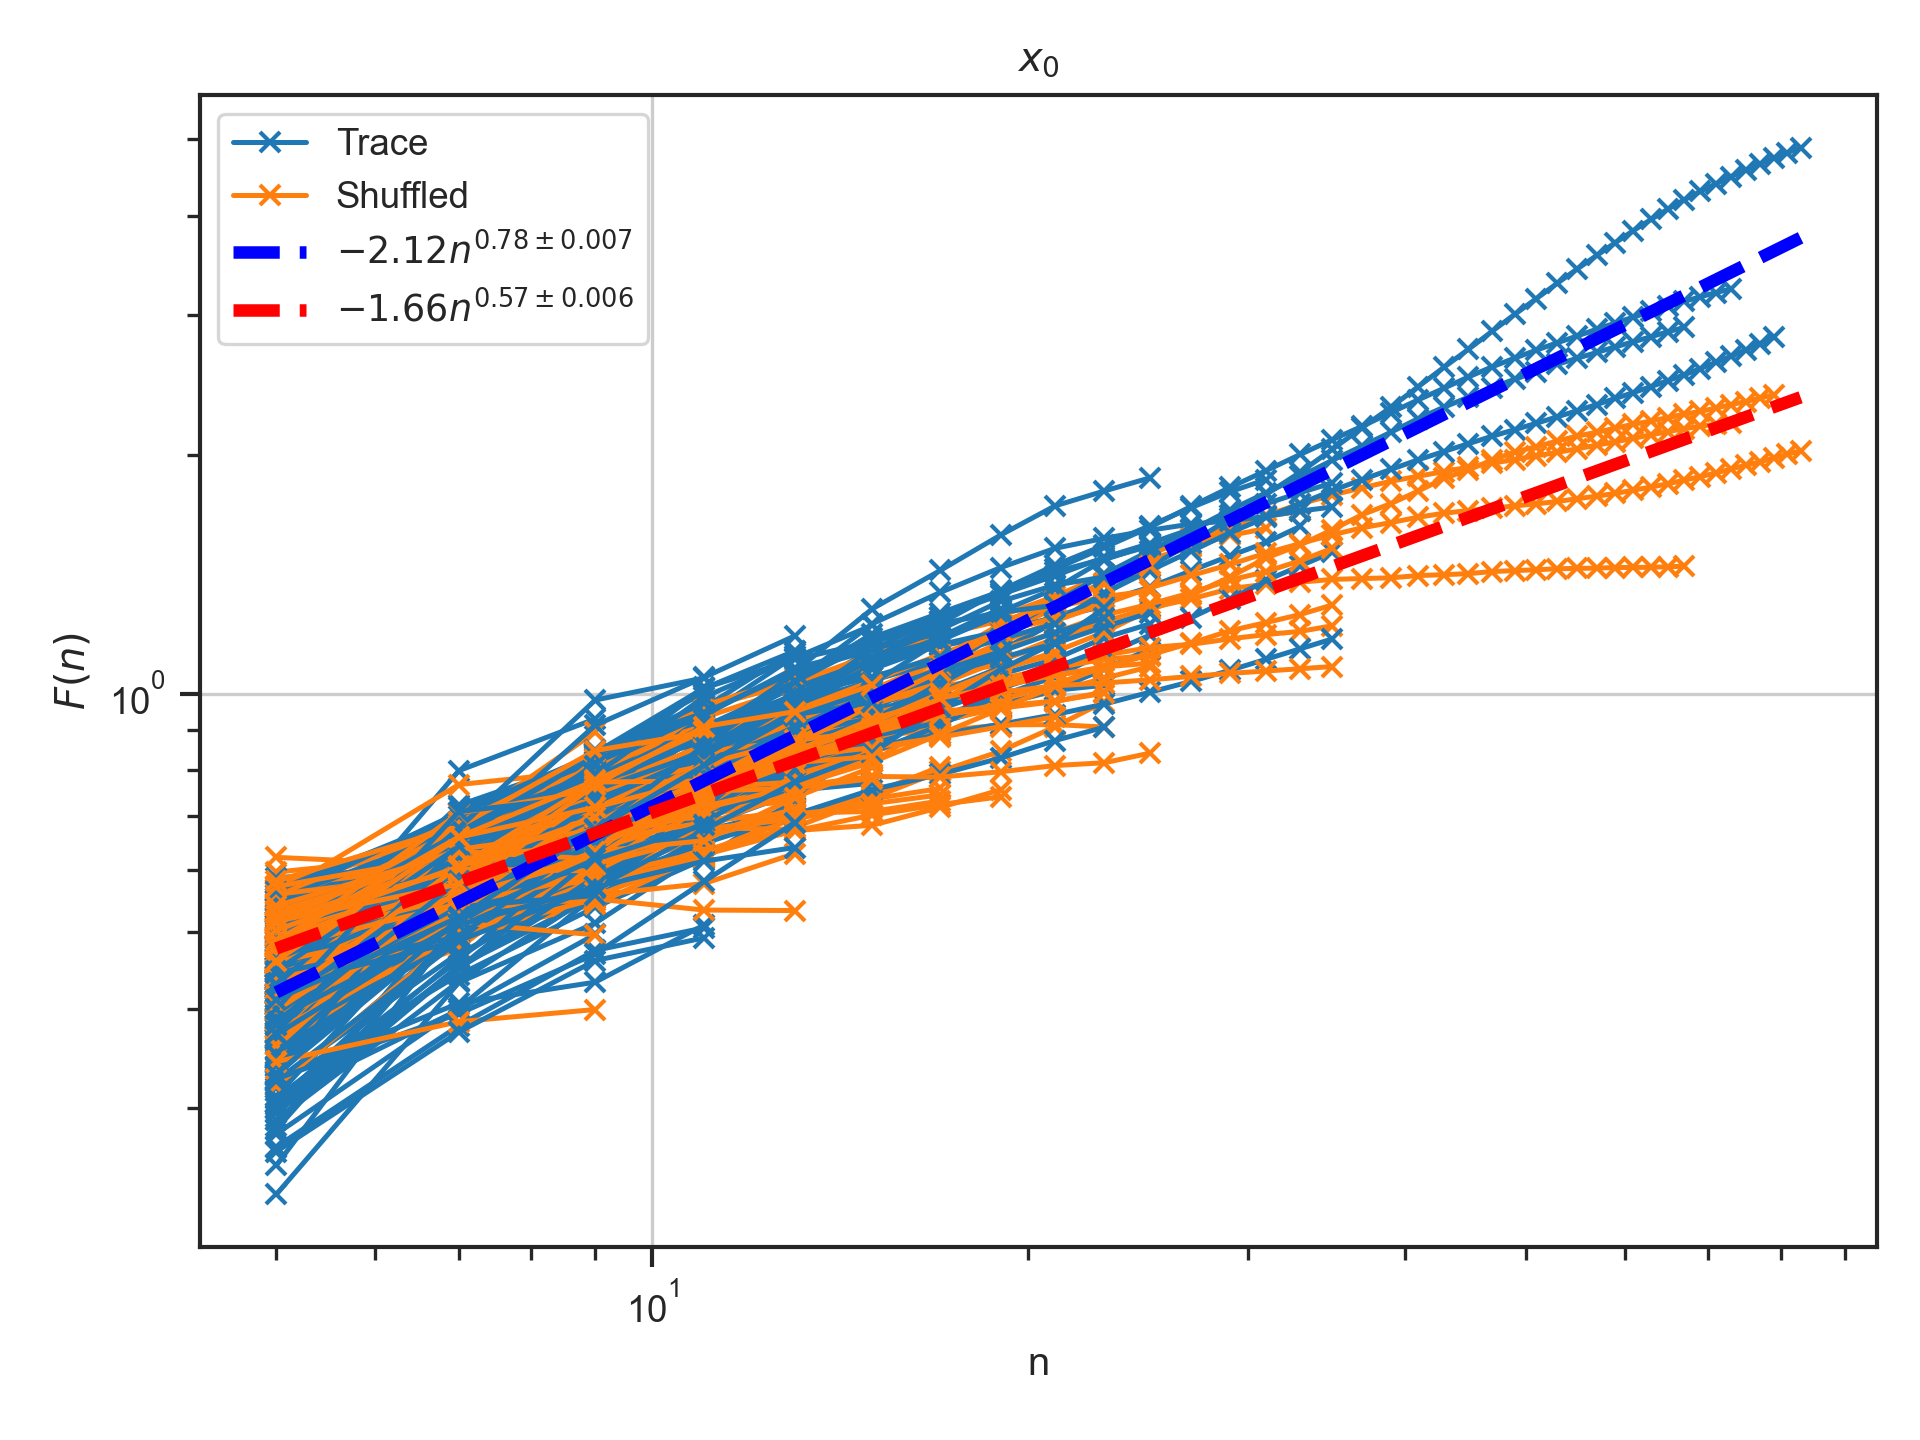 x₀
Trace
Shuffled
−2.12n^{0.78±0.007}
−1.66n^{0.57±0.006}
F(n)
10⁰
10¹
n